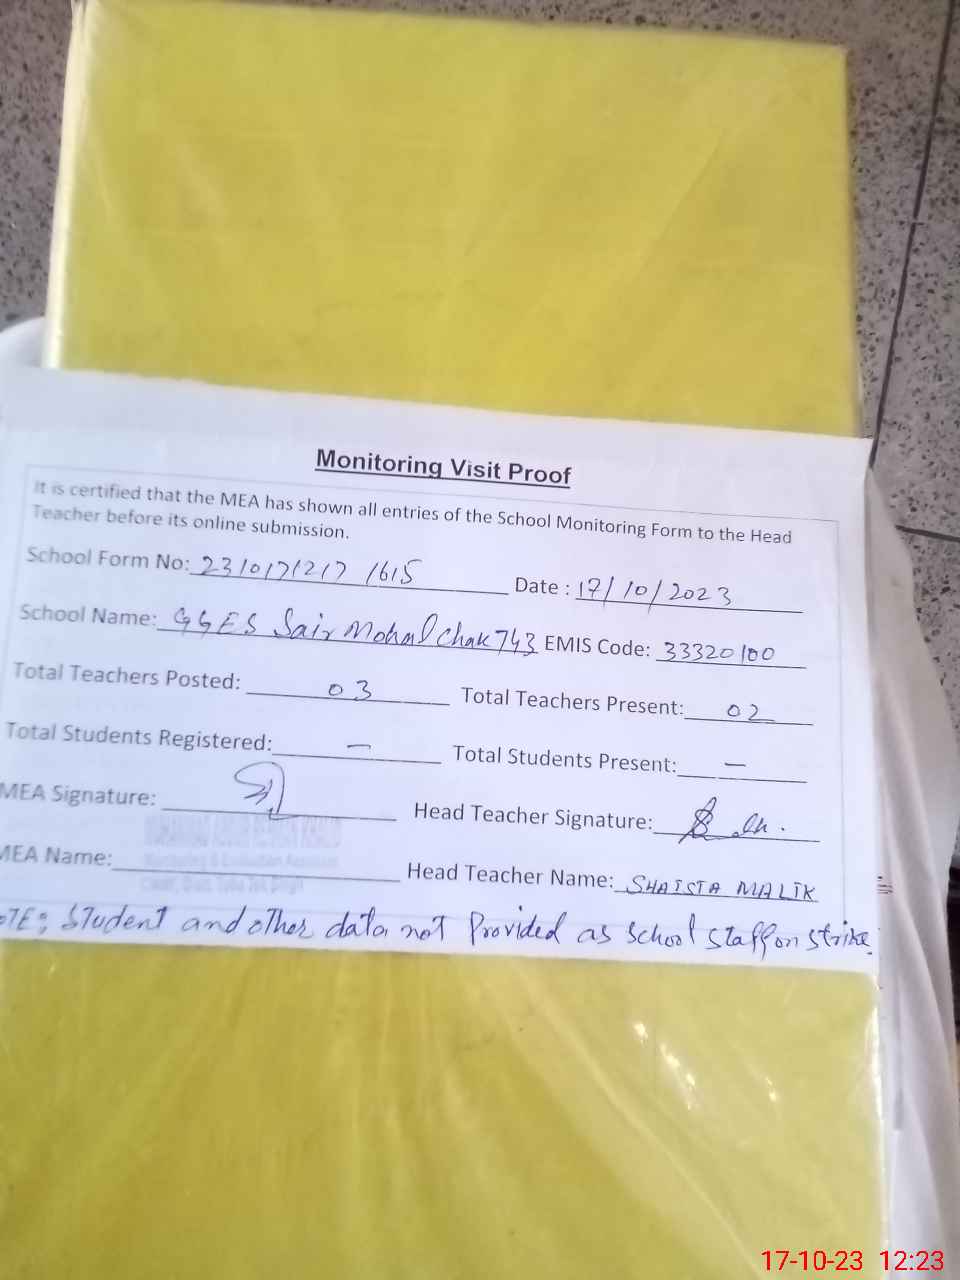 Monitoring Visit Proof
It is certified that the MEA has shown all entries of the School Monitoring Form to the Head
Teacher before its online submission.
School Form No: 2310171217 1615 Date : 17/10/2023
School Name: GGES Sair Mohal Chak 743 EMIS Code: 33320100
Total Teachers Posted: 03 Total Teachers Present: 02
Total Students Registered: — Total Students Present: —
MEA Signature: Head Teacher Signature:
MEA Name: Head Teacher Name: SHAISTA MALIK
OTE: Student and other data not Provided as School Staff on Strike.
17-10-23 12:23